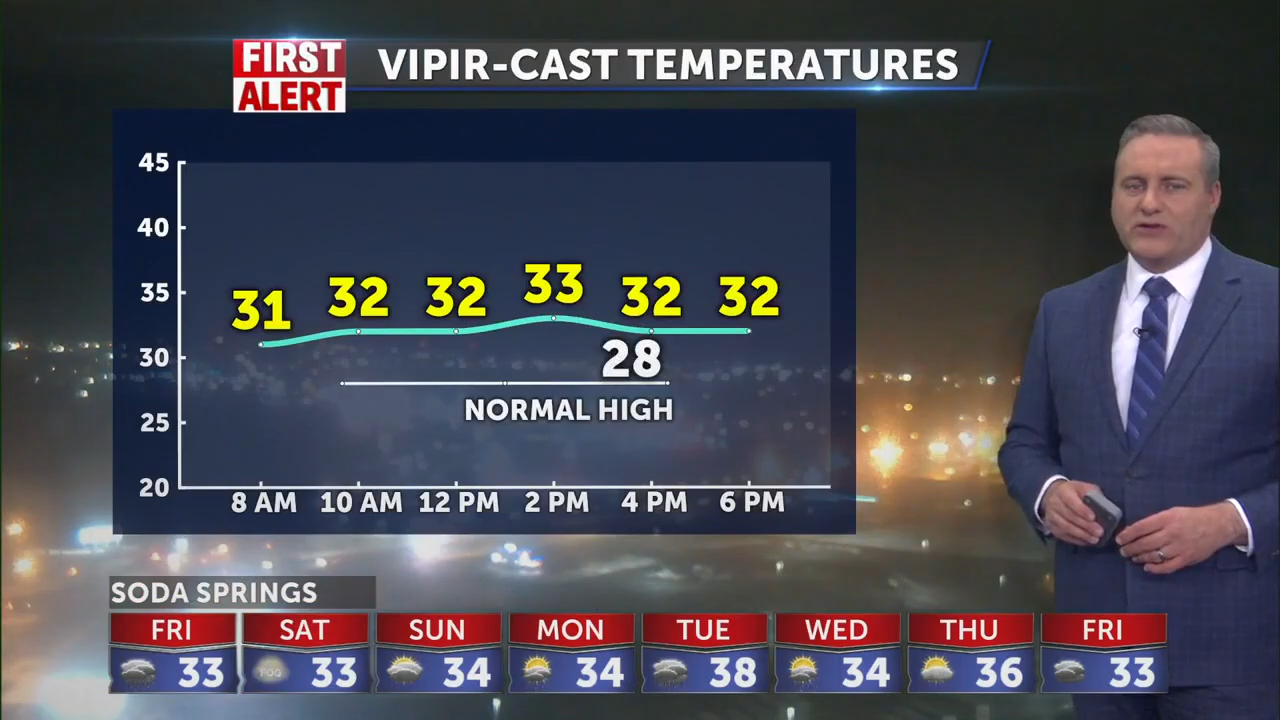 FIRST
ALERT
VIPIR-CAST TEMPERATURES
45
40
35
30
25
20
31 32 32 33 32 32
28
NORMAL HIGH
8 AM 10 AM 12 PM 2 PM 4 PM 6 PM
SODA SPRINGS
FRI SAT SUN MON TUE WED THU FRI
FOG
33 33 34 34 38 34 36 33